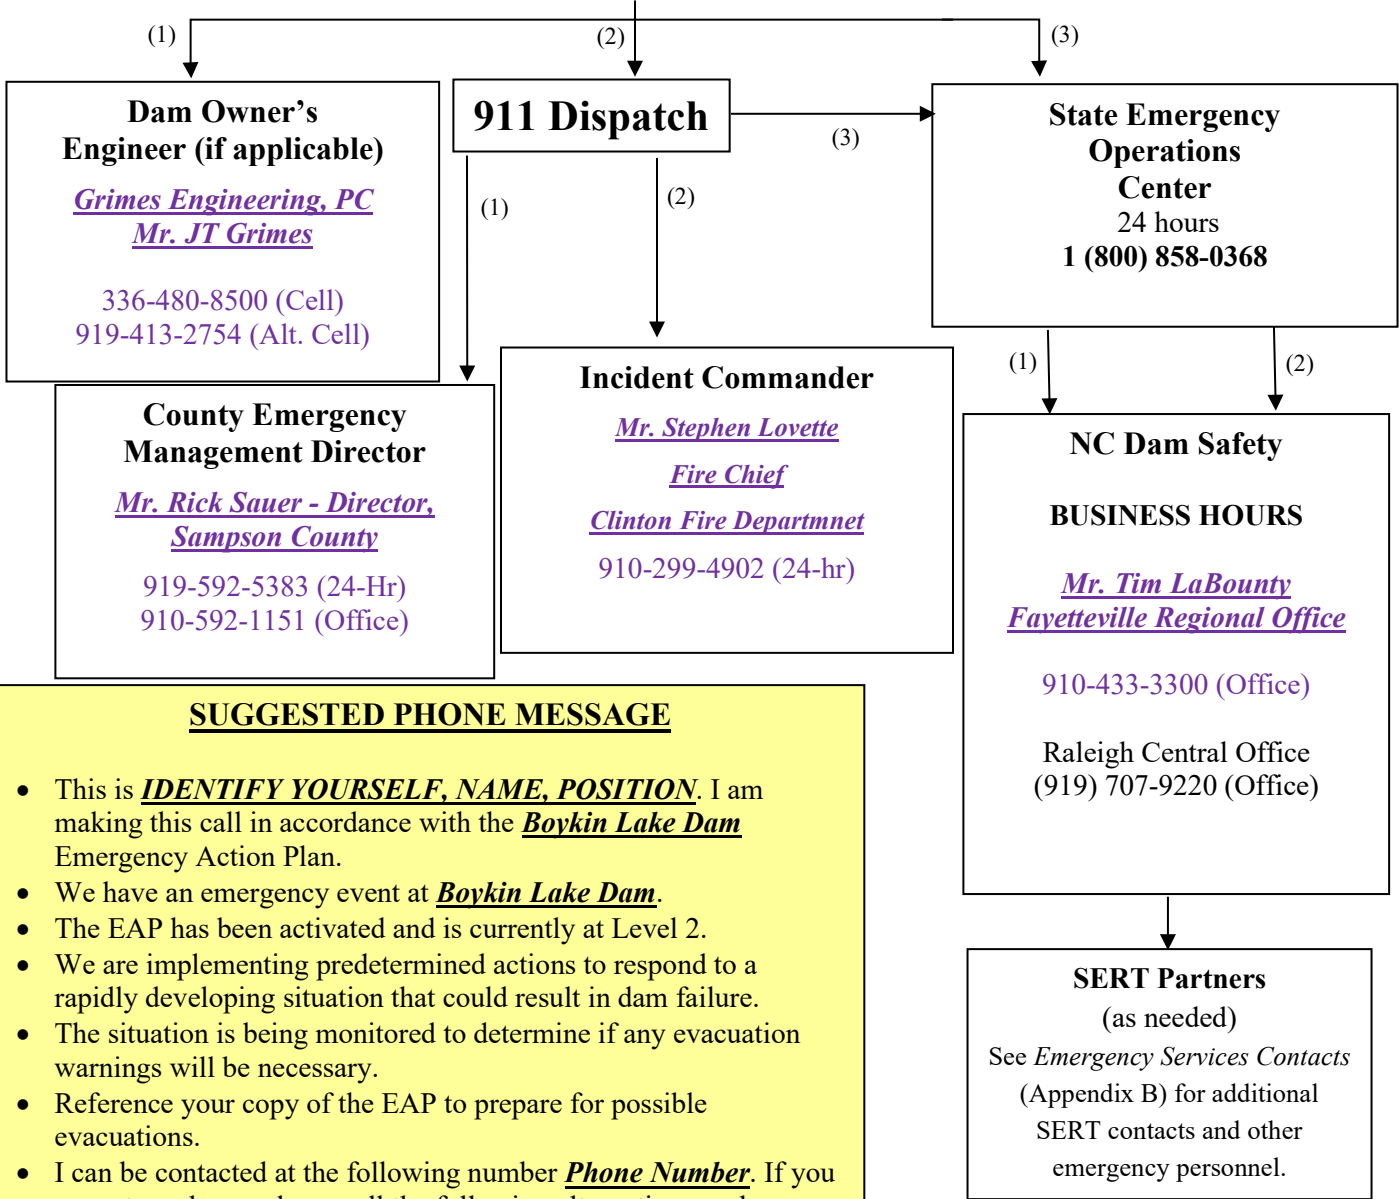 (1)
(2)
(3)
Dam Owner’s
Engineer (if applicable)
Grimes Engineering, PC
Mr. JT Grimes
336-480-8500 (Cell)
919-413-2754 (Alt. Cell)
911 Dispatch
(3)
State Emergency
Operations
Center
24 hours
1 (800) 858-0368
(1)
(2)
County Emergency
Management Director
Mr. Rick Sauer - Director,
Sampson County
919-592-5383 (24-Hr)
910-592-1151 (Office)
Incident Commander
Mr. Stephen Lovette
Fire Chief
Clinton Fire Departmnet
910-299-4902 (24-hr)
(1)
(2)
NC Dam Safety
BUSINESS HOURS
Mr. Tim LaBounty
Fayetteville Regional Office
910-433-3300 (Office)
Raleigh Central Office
(919) 707-9220 (Office)
SUGGESTED PHONE MESSAGE
• This is IDENTIFY YOURSELF, NAME, POSITION. I am
making this call in accordance with the Boykin Lake Dam
Emergency Action Plan.
• We have an emergency event at Boykin Lake Dam.
• The EAP has been activated and is currently at Level 2.
• We are implementing predetermined actions to respond to a
rapidly developing situation that could result in dam failure.
• The situation is being monitored to determine if any evacuation
warnings will be necessary.
• Reference your copy of the EAP to prepare for possible
evacuations.
• I can be contacted at the following number Phone Number. If you
SERT Partners
(as needed)
See Emergency Services Contacts
(Appendix B) for additional
SERT contacts and other
emergency personnel.